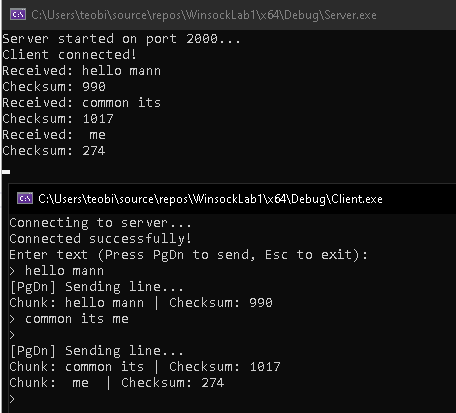 C:\Users\teobi\source\repos\WinsockLab1\x64\Debug\Server.exe
Server started on port 2000...
Client connected!
Received: hello mann
Checksum: 990
Received: common its
Checksum: 1017
Received:  me
Checksum: 274
C:\Users\teobi\source\repos\WinsockLab1\x64\Debug\Client.exe
Connecting to server...
Connected successfully!
Enter text (Press PgDn to send, Esc to exit):
> hello mann
[PgDn] Sending line...
Chunk: hello mann | Checksum: 990
> common its me
>
[PgDn] Sending line...
Chunk: common its | Checksum: 1017
Chunk:  me  | Checksum: 274
>